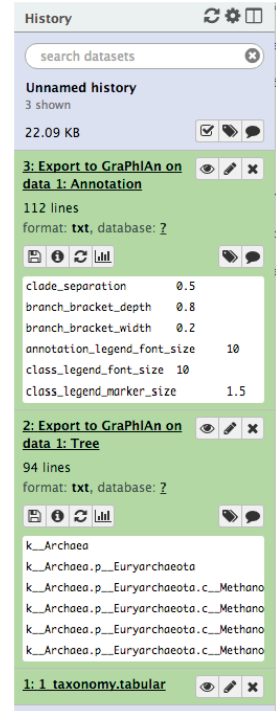 History
search datasets
Unnamed history
3 shown
22.09 KB
3: Export to GraPhlAn on
data 1: Annotation
112 lines
format: txt, database: ?
clade_separation 0.5
branch_bracket_depth 0.8
branch_bracket_width 0.2
annotation_legend_font_size 10
class_legend_font_size 10
class_legend_marker_size 1.5
2: Export to GraPhlAn on
data 1: Tree
94 lines
format: txt, database: ?
k__Archaea
k__Archaea.p__Euryarchaeota
k__Archaea.p__Euryarchaeota.c__Methano
k__Archaea.p__Euryarchaeota.c__Methano
k__Archaea.p__Euryarchaeota.c__Methano
k__Archaea.p__Euryarchaeota.c__Methano
1: 1_taxonomy.tabular